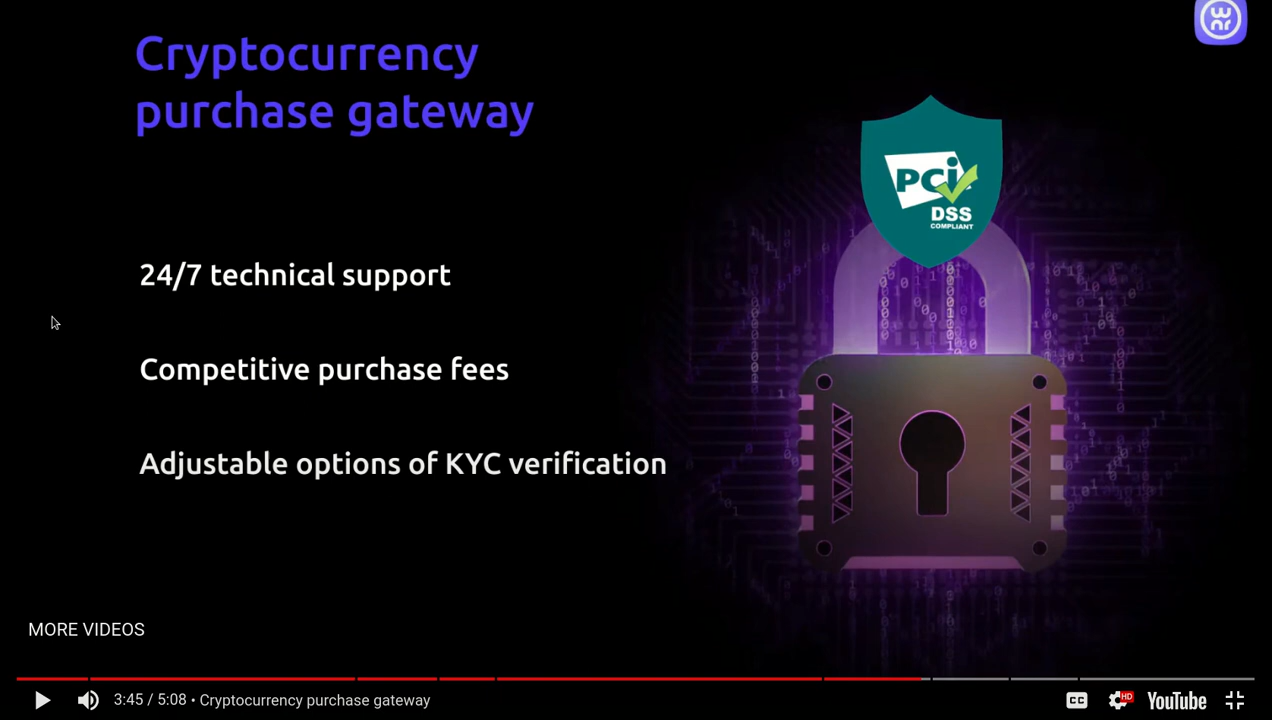 Cryptocurrency
purchase gateway
PCi
DSS
COMPLIANT
24/7 technical support
Competitive purchase fees
Adjustable options of KYC verification
MORE VIDEOS
3:45 / 5:08 • Cryptocurrency purchase gateway
CC
HD
YouTube